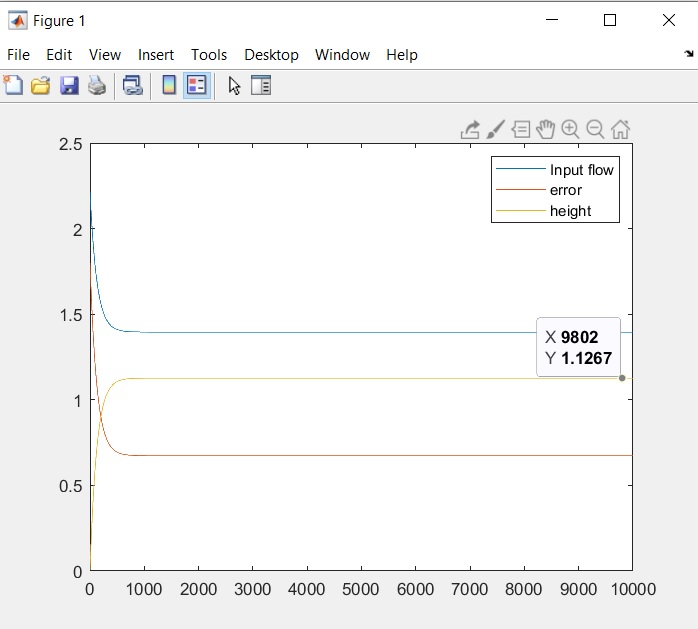 Figure 1
File Edit View Insert Tools Desktop Window Help
2.5
2
1.5
1
0.5
0
Input flow
error
height
X 9802
Y 1.1267
0 1000 2000 3000 4000 5000 6000 7000 8000 9000 10000